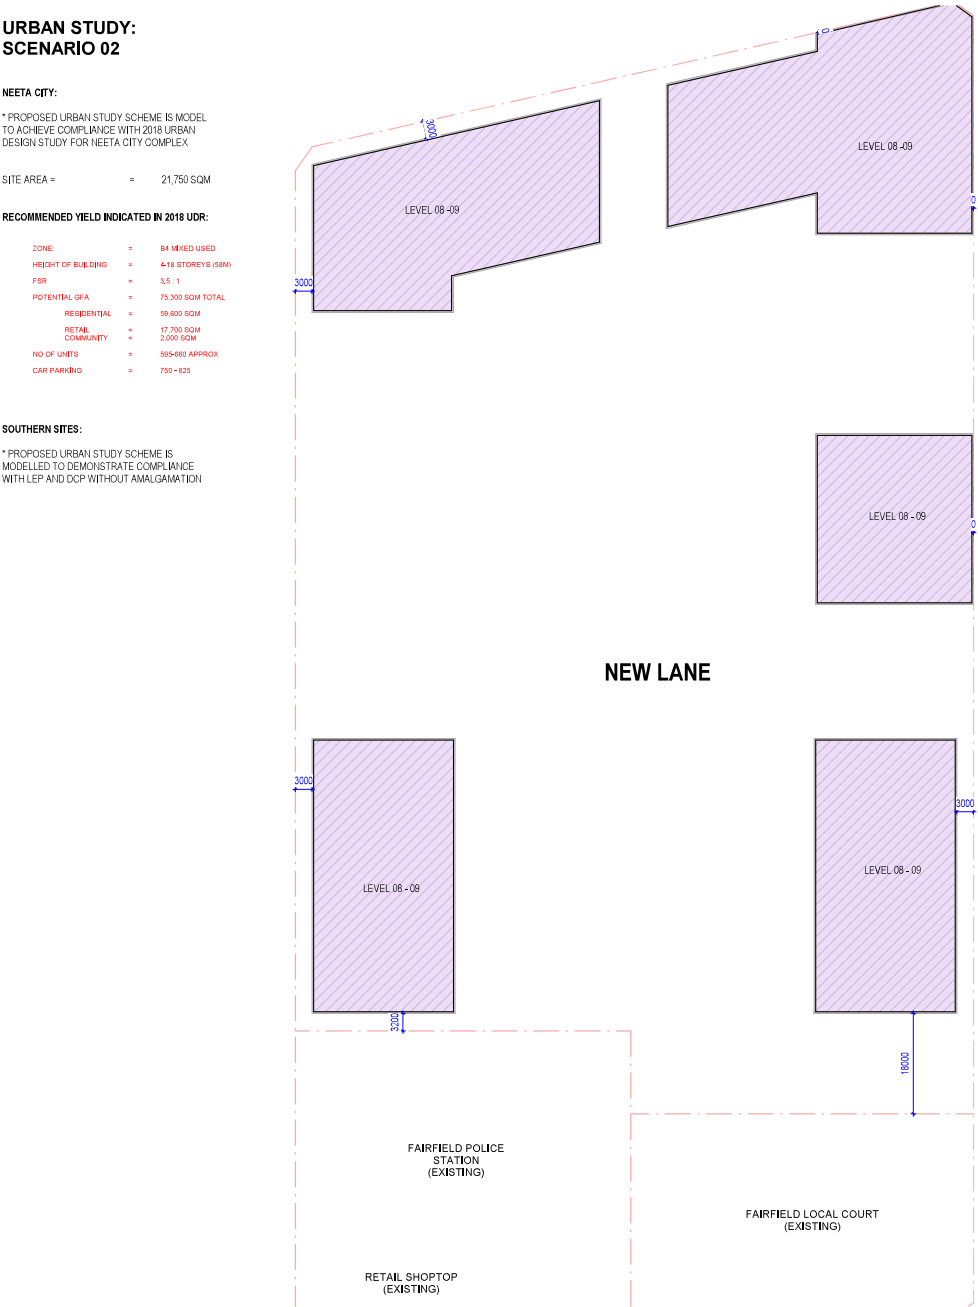 URBAN STUDY:
SCENARIO 02
NEETA CITY:
* PROPOSED URBAN STUDY SCHEME IS MODEL
TO ACHIEVE COMPLIANCE WITH 2018 URBAN
DESIGN STUDY FOR NEETA CITY COMPLEX
SITE AREA = = 21,750 SQM
RECOMMENDED YIELD INDICATED IN 2018 UDR:
ZONE: = B4 MIXED USED
HEIGHT OF BUILDING = 4-18 STOREYS (58M)
FSR = 3.5 : 1
POTENTIAL GFA = 75,300 SQM TOTAL
RESIDENTIAL = 59,600 SQM
RETAIL = 17,700 SQM
COMMUNITY = 2,000 SQM
NO OF UNITS = 595-660 APPROX
CAR PARKING = 750 - 825
SOUTHERN SITES:
* PROPOSED URBAN STUDY SCHEME IS
MODELLED TO DEMONSTRATE COMPLIANCE
WITH LEP AND DCP WITHOUT AMALGAMATION
0
3000
LEVEL 08 -09
LEVEL 08 -09
0
3000
LEVEL 08 - 09
0
NEW LANE
3000
3000
LEVEL 08 - 09
LEVEL 08 - 09
3200
18000
FAIRFIELD POLICE
STATION
(EXISTING)
FAIRFIELD LOCAL COURT
(EXISTING)
RETAIL SHOPTOP
(EXISTING)